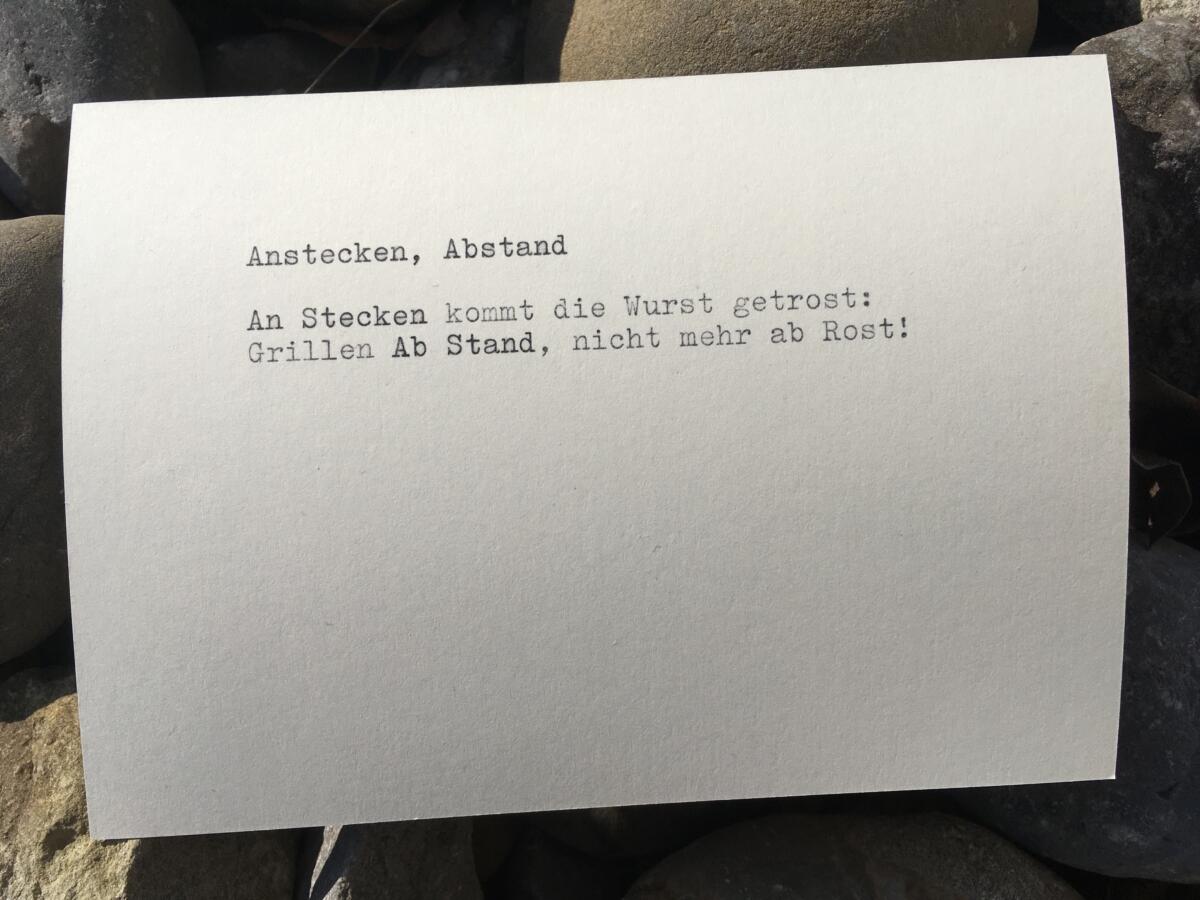 Anstecken, Abstand
An Stecken kommt die Wurst getrost:
Grillen Ab Stand, nicht mehr ab Rost!